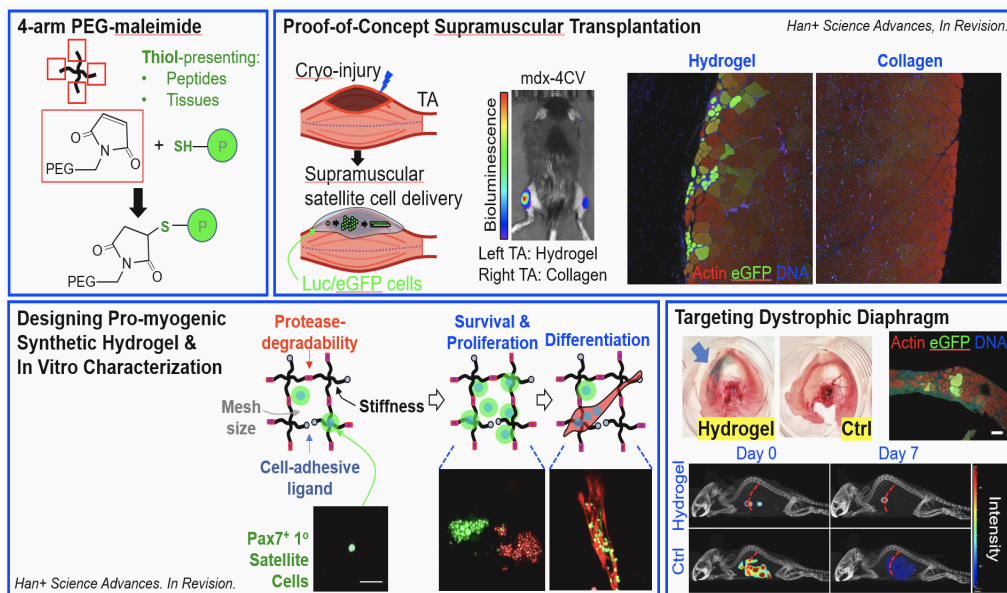 4-arm PEG-maleimide
Thiol-presenting:
• Peptides
• Tissues
O
N
O
PEG
+
SH
P
S
P
O
N
O
PEG
Proof-of-Concept Supramuscular Transplantation
Han+ Science Advances, In Revision.
Cryo-injury
TA
Supramuscular
satellite cell delivery
Luc/eGFP cells
mdx-4CV
Bioluminescence
Left TA: Hydrogel
Right TA: Collagen
Hydrogel
Collagen
Actin eGFP DNA
Designing Pro-myogenic
Synthetic Hydrogel &
In Vitro Characterization
Protease-
degradability
Mesh
size
Stiffness
Cell-adhesive
ligand
Survival &
Proliferation
Differentiation
Pax7+ 1º
Satellite
Cells
Han+ Science Advances. In Revision.
Targeting Dystrophic Diaphragm
Hydrogel
Ctrl
Actin eGFP DNA
Day 0
Day 7
Hydrogel
Ctrl
Intensity